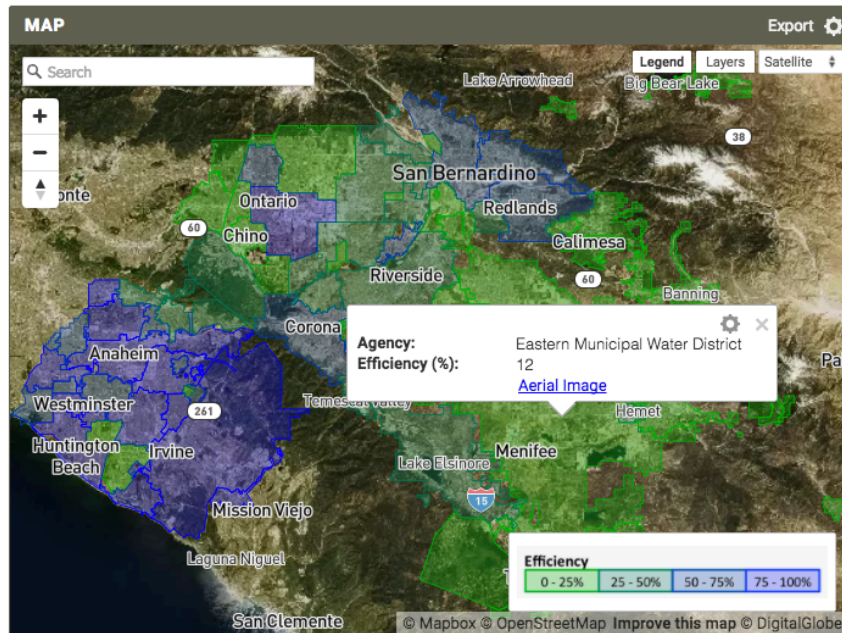 MAP
Export
Search
Legend
Layers
Satellite
+
−
Lake Arrowhead
Big Bear Lake
38
onte
San Bernardino
Ontario
Redlands
60
Chino
Calimesa
Riverside
60
Banning
Corona
Agency: Eastern Municipal Water District
Efficiency (%): 12
Aerial Image
Anaheim
Pa
Temescal Valley
Westminster
261
Hemet
Huntington
Beach
Irvine
Menifee
Lake Elsinore
15
Mission Viejo
Laguna Niguel
Efficiency
0 - 25% 25 - 50% 50 - 75% 75 - 100%
San Clemente
© Mapbox © OpenStreetMap Improve this map © DigitalGlobe